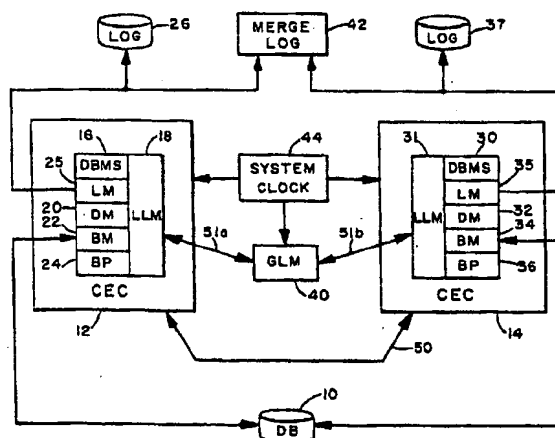 LOG 26
MERGE LOG 42
LOG 37
16 18
44
31 30
DBMS
25 LM
20 DM
22 BM
24 BP
LLM
CEC
12
SYSTEM CLOCK
51a 51b
GLM
40
LLM
DBMS
LM 35
DM 32
BM 34
BP 36
CEC
14
50
10
DB